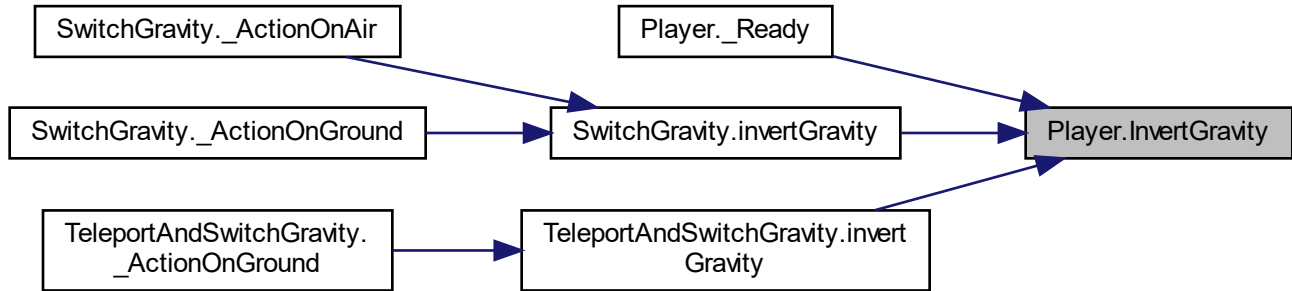 SwitchGravity._ActionOnAir
Player._Ready
SwitchGravity._ActionOnGround
SwitchGravity.invertGravity
Player.InvertGravity
TeleportAndSwitchGravity.
_ActionOnGround
TeleportAndSwitchGravity.invert
Gravity